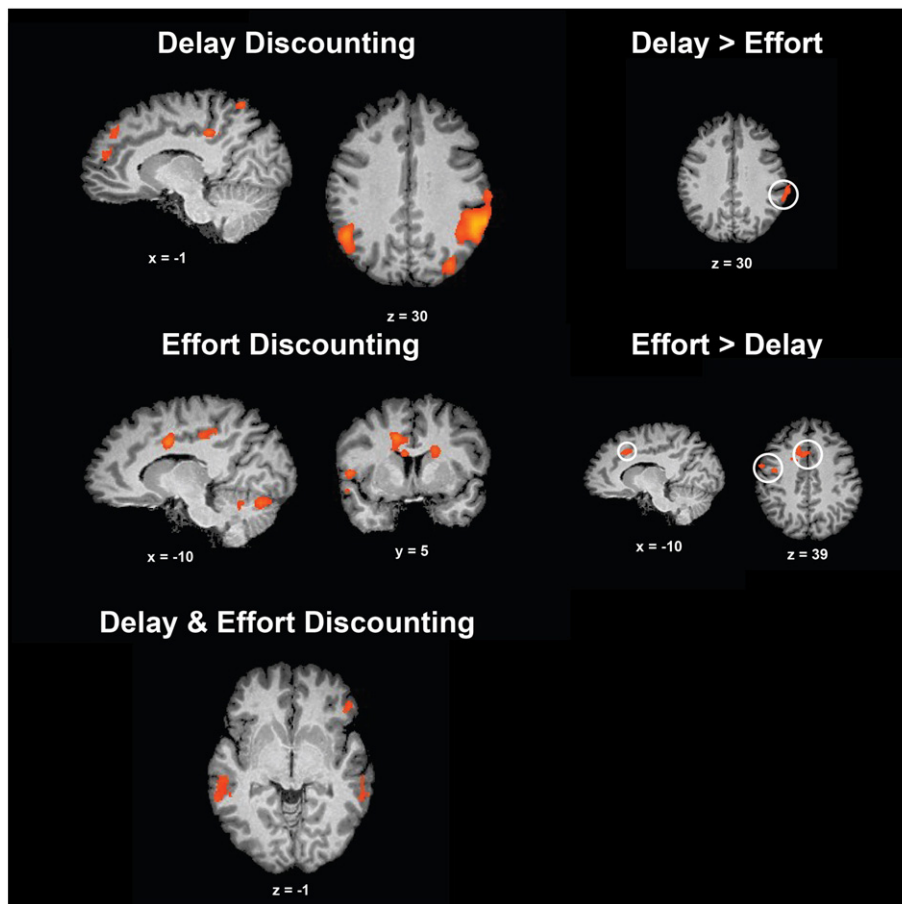 Delay Discounting
Delay > Effort
x = -1
z = 30
z = 30
Effort Discounting
Effort > Delay
x = -10
y = 5
x = -10
z = 39
Delay & Effort Discounting
z = -1